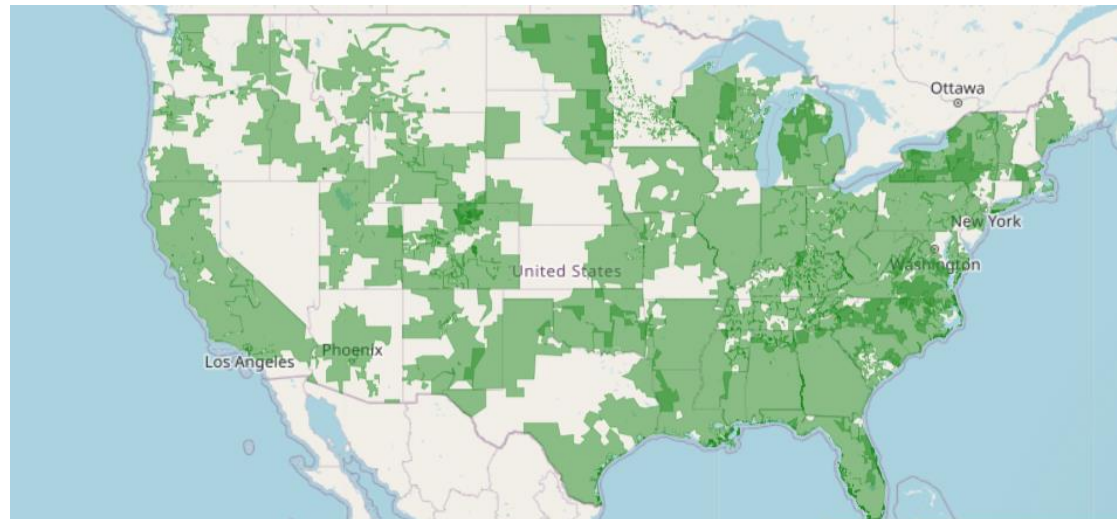 Ottawa
New York
Washington
United States
Phoenix
Los Angeles